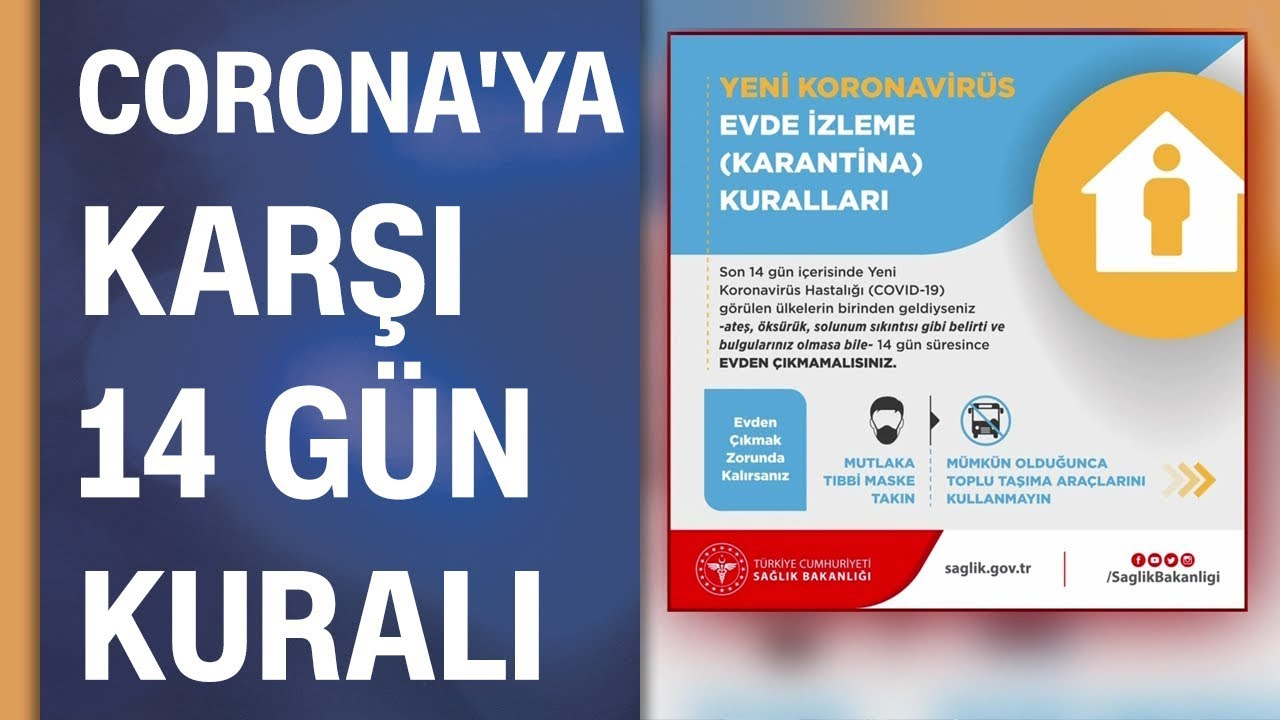 CORONA'YA
KARŞI
14 GÜN
KURALI
YENİ KORONAVİRÜS
EVDE İZLEME
(KARANTİNA)
KURALLARI
Son 14 gün içerisinde Yeni
Koronavirüs Hastalığı (COVID-19)
görülen ülkelerin birinden geldiyseniz
-ateş, öksürük, solunum sıkıntısı gibi belirti ve
bulgularınız olmasa bile- 14 gün süresince
EVDEN ÇIKMAMALISINIZ.
Evden
Çıkmak
Zorunda
Kalırsanız
MUTLAKA
TIBBİ MASKE
TAKIN
MÜMKÜN OLDUĞUNCA
TOPLU TAŞIMA ARAÇLARINI
KULLANMAYIN
TÜRKİYE CUMHURİYETİ
SAĞLIK BAKANLIĞI
saglik.gov.tr
/SaglikBakanligi